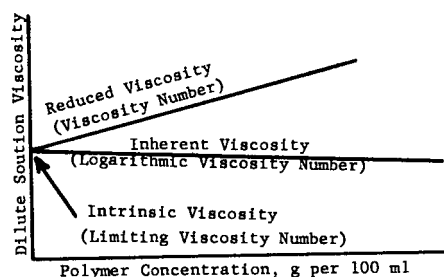 Dilute Soution Viscosity
Reduced Viscosity
(Viscosity Number)
Inherent Viscosity
(Logarithmic Viscosity Number)
Intrinsic Viscosity
(Limiting Viscosity Number)
Polymer Concentration, g per 100 ml